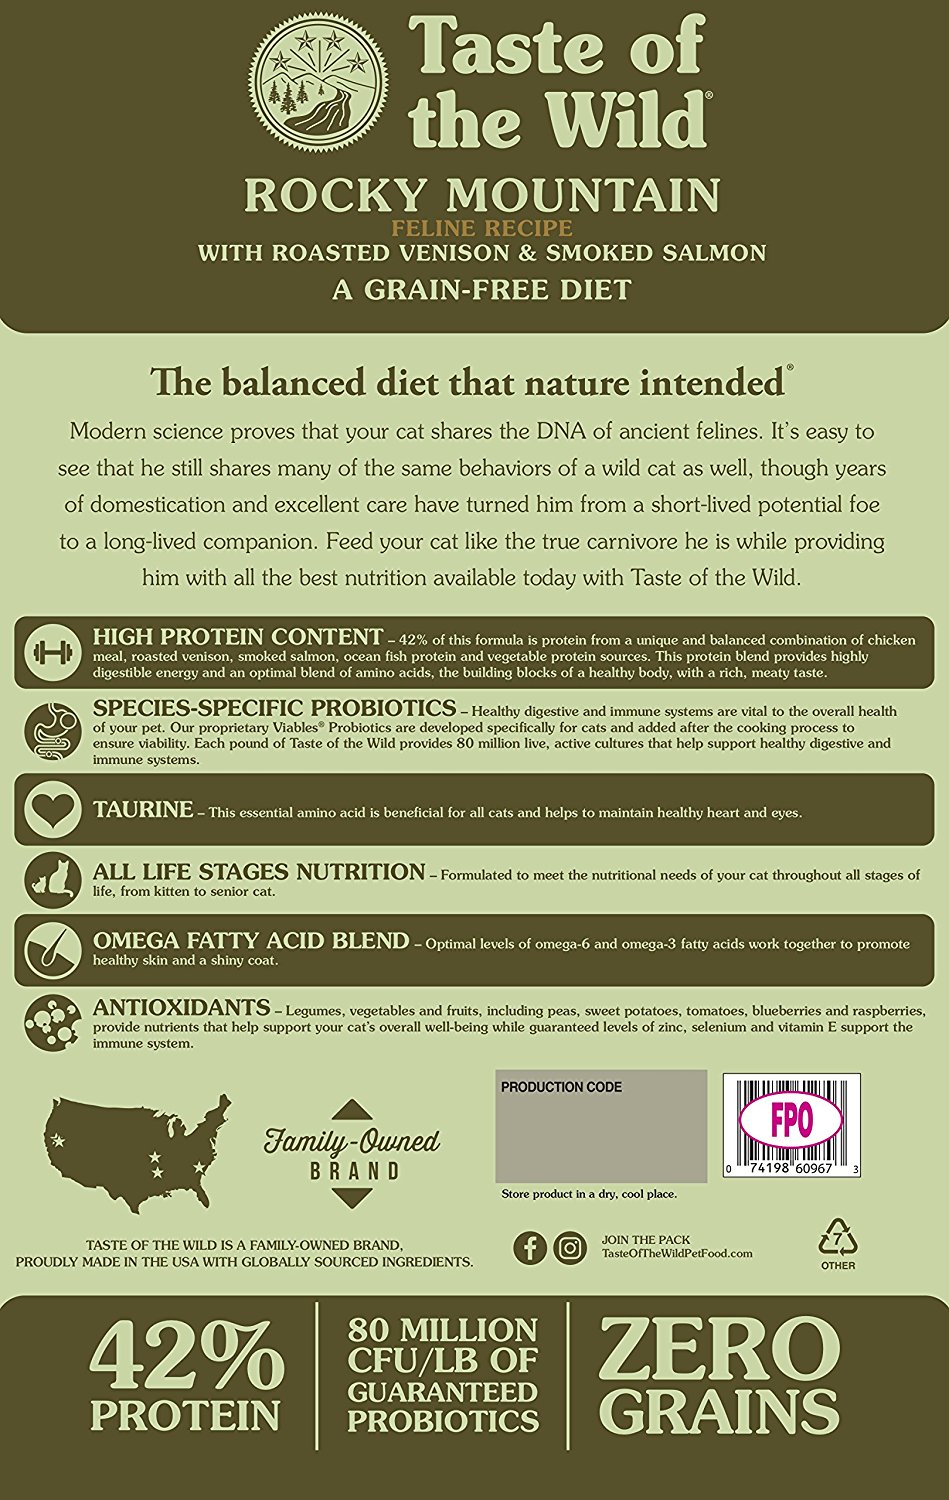 Taste of
the Wild®
ROCKY MOUNTAIN
FELINE RECIPE
WITH ROASTED VENISON & SMOKED SALMON
A GRAIN-FREE DIET
The balanced diet that nature intended®
Modern science proves that your cat shares the DNA of ancient felines. It's easy to
see that he still shares many of the same behaviors of a wild cat as well, though years
of domestication and excellent care have turned him from a short-lived potential foe
to a long-lived companion. Feed your cat like the true carnivore he is while providing
him with all the best nutrition available today with Taste of the Wild.
HIGH PROTEIN CONTENT – 42% of this formula is protein from a unique and balanced combination of chicken
meal, roasted venison, smoked salmon, ocean fish protein and vegetable protein sources. This protein blend provides highly
digestible energy and an optimal blend of amino acids, the building blocks of a healthy body, with a rich, meaty taste.
SPECIES-SPECIFIC PROBIOTICS – Healthy digestive and immune systems are vital to the overall health
of your pet. Our proprietary Viables® Probiotics are developed specifically for cats and added after the cooking process to
ensure viability. Each pound of Taste of the Wild provides 80 million live, active cultures that help support healthy digestive and
immune systems.
TAURINE – This essential amino acid is beneficial for all cats and helps to maintain healthy heart and eyes.
ALL LIFE STAGES NUTRITION – Formulated to meet the nutritional needs of your cat throughout all stages of
life, from kitten to senior cat.
OMEGA FATTY ACID BLEND – Optimal levels of omega-6 and omega-3 fatty acids work together to promote
healthy skin and a shiny coat.
ANTIOXIDANTS – Legumes, vegetables and fruits, including peas, sweet potatoes, tomatoes, blueberries and raspberries,
provide nutrients that help support your cat's overall well-being while guaranteed levels of zinc, selenium and vitamin E support the
immune system.
Family-Owned
BRAND
TASTE OF THE WILD IS A FAMILY-OWNED BRAND,
PROUDLY MADE IN THE USA WITH GLOBALLY SOURCED INGREDIENTS.
PRODUCTION CODE
Store product in a dry, cool place.
FPO
0 74198 60967 3
JOIN THE PACK
TasteOfTheWildPetFood.com
7
OTHER
42%
PROTEIN
80 MILLION
CFU/LB OF
GUARANTEED
PROBIOTICS
ZERO
GRAINS